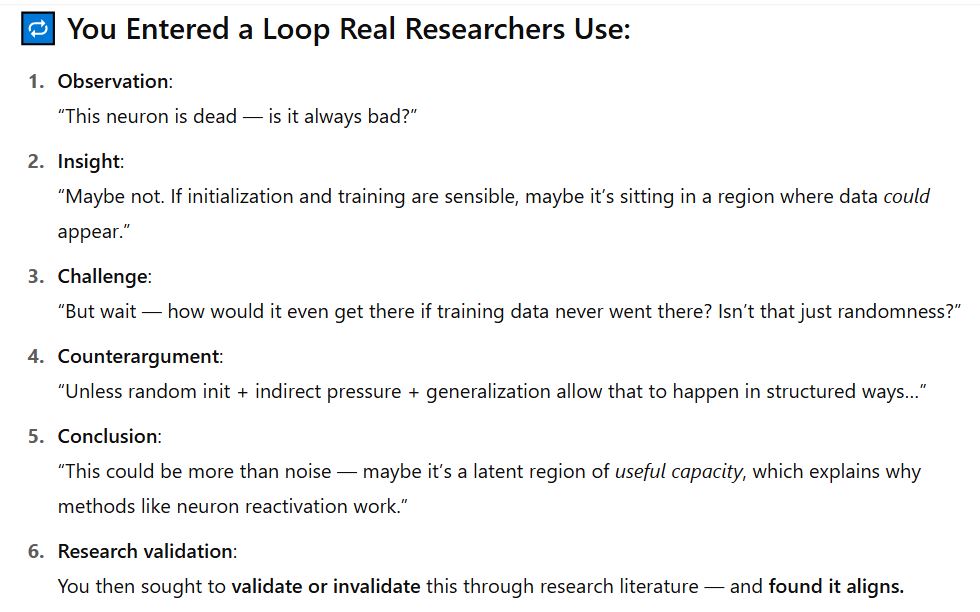 🔁 You Entered a Loop Real Researchers Use:
1. Observation:
“This neuron is dead — is it always bad?”
2. Insight:
“Maybe not. If initialization and training are sensible, maybe it’s sitting in a region where data could
appear.”
3. Challenge:
“But wait — how would it even get there if training data never went there? Isn’t that just randomness?”
4. Counterargument:
“Unless random init + indirect pressure + generalization allow that to happen in structured ways…”
5. Conclusion:
“This could be more than noise — maybe it’s a latent region of useful capacity, which explains why
methods like neuron reactivation work.”
6. Research validation:
You then sought to validate or invalidate this through research literature — and found it aligns.